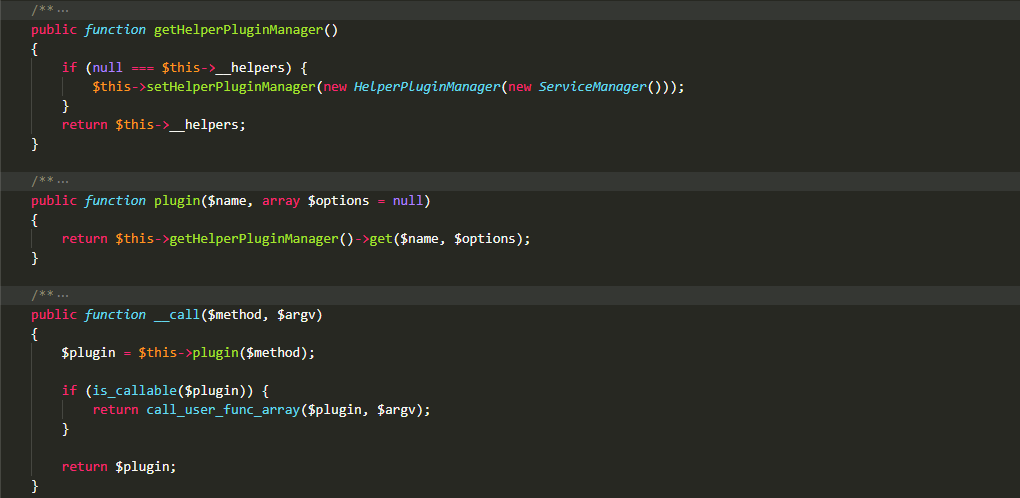 /** ···
public function getHelperPluginManager()
{
    if (null === $this->__helpers) {
        $this->setHelperPluginManager(new HelperPluginManager(new ServiceManager()));
    }
    return $this->__helpers;
}
/** ···
public function plugin($name, array $options = null)
{
    return $this->getHelperPluginManager()->get($name, $options);
}
/** ···
public function __call($method, $argv)
{
    $plugin = $this->plugin($method);
    if (is_callable($plugin)) {
        return call_user_func_array($plugin, $argv);
    }
    return $plugin;
}